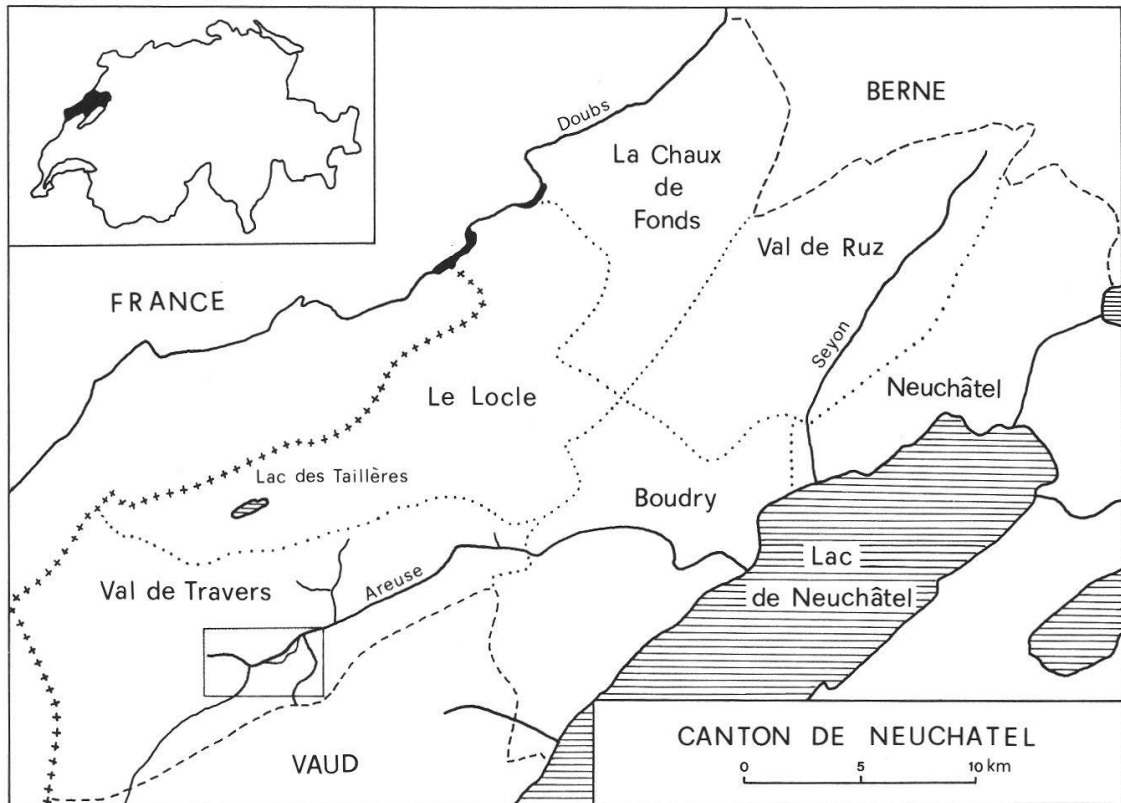 Doubs
BERNE
La Chaux
de
Fonds
Val de Ruz
FRANCE
Seyon
Neuchâtel
Le Locle
Lac des Taillères
Boudry
Lac
de Neuchâtel
Val de Travers
Areuse
VAUD
CANTON DE NEUCHATEL
0 5 10 km